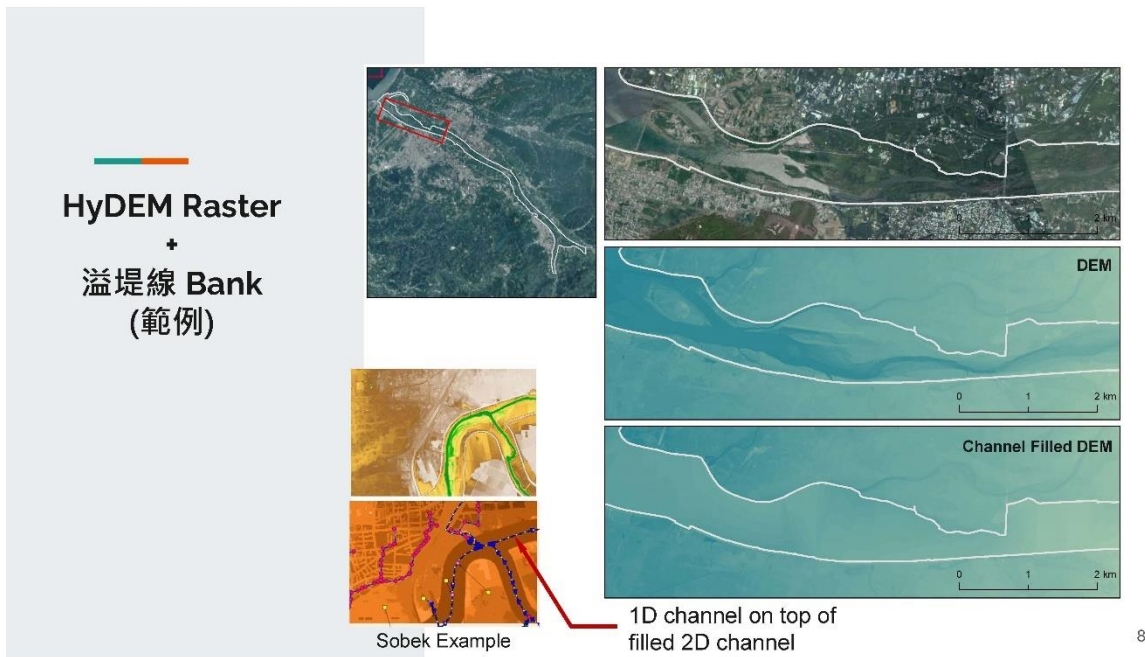 HyDEM Raster
+
溢堤線 Bank
(範例)
0
2 km
DEM
0
1
2 km
Channel Filled DEM
0
1
2 km
Sobek Example
1D channel on top of
filled 2D channel
8